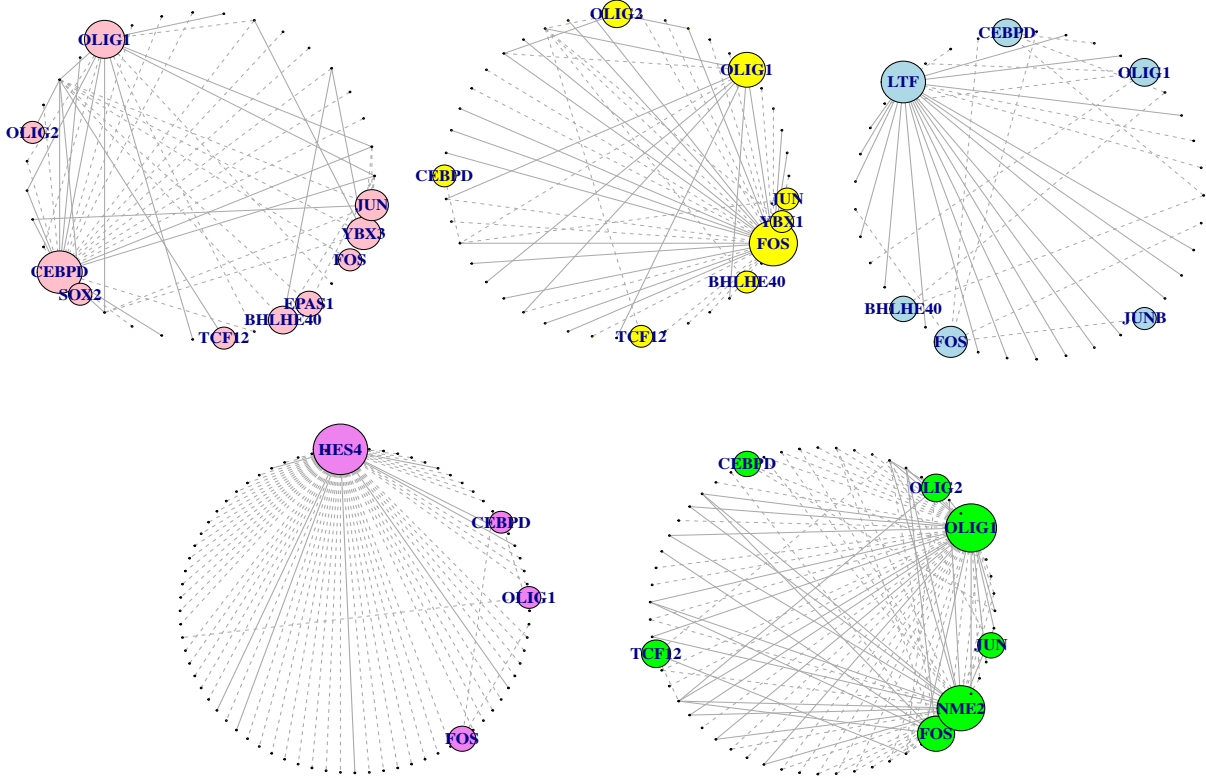 OLIG1
OLIG2
JUN
YBX3
FOS
CEBPD
SOX2
EPAS1
BHLHE40
TCF12
OLIG2
OLIG1
CEBPD
JUN
YBX1
FOS
BHLHE40
TCF12
CEBPD
OLIG1
LTF
BHLHE40
JUNB
FOS
HES4
CEBPD
OLIG1
FOS
CEBPD
OLIG2
OLIG1
JUN
TCF12
NME2
FOS